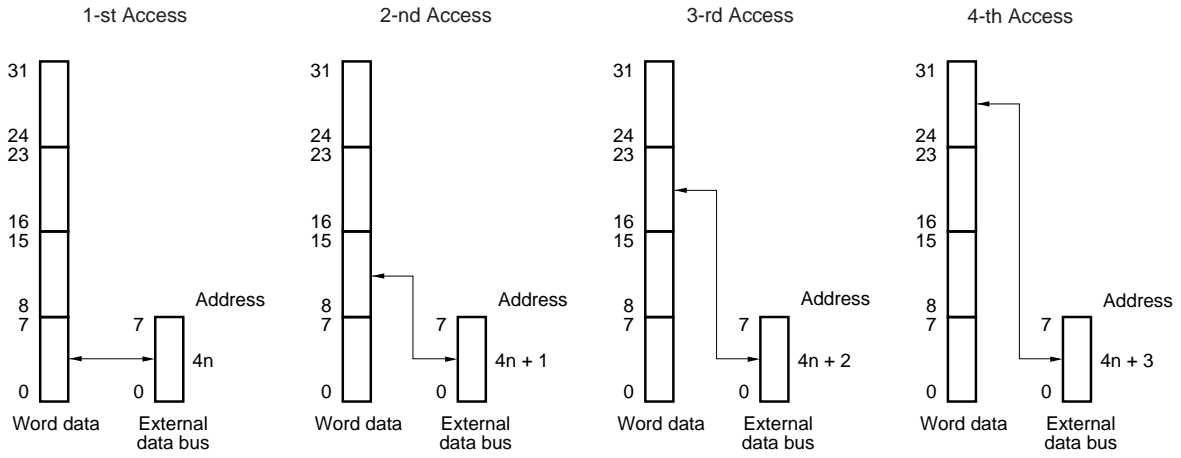 1-st Access
31
24
23
16
15
8
7
0
7
0
Address
4n
Word data
External
data bus
2-nd Access
31
24
23
16
15
8
7
0
7
0
Address
4n + 1
Word data
External
data bus
3-rd Access
31
24
23
16
15
8
7
0
7
0
Address
4n + 2
Word data
External
data bus
4-th Access
31
24
23
16
15
8
7
0
7
0
Address
4n + 3
Word data
External
data bus